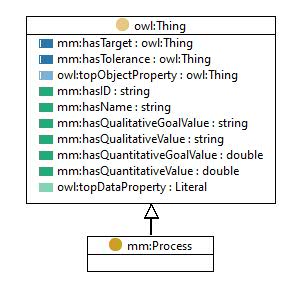 owl:Thing
mm:hasTarget : owl:Thing
mm:hasTolerance : owl:Thing
owl:topObjectProperty : owl:Thing
mm:hasID : string
mm:hasName : string
mm:hasQualitativeGoalValue : string
mm:hasQualitativeValue : string
mm:hasQuantitativeGoalValue : double
mm:hasQuantitativeValue : double
owl:topDataProperty : Literal
mm:Process